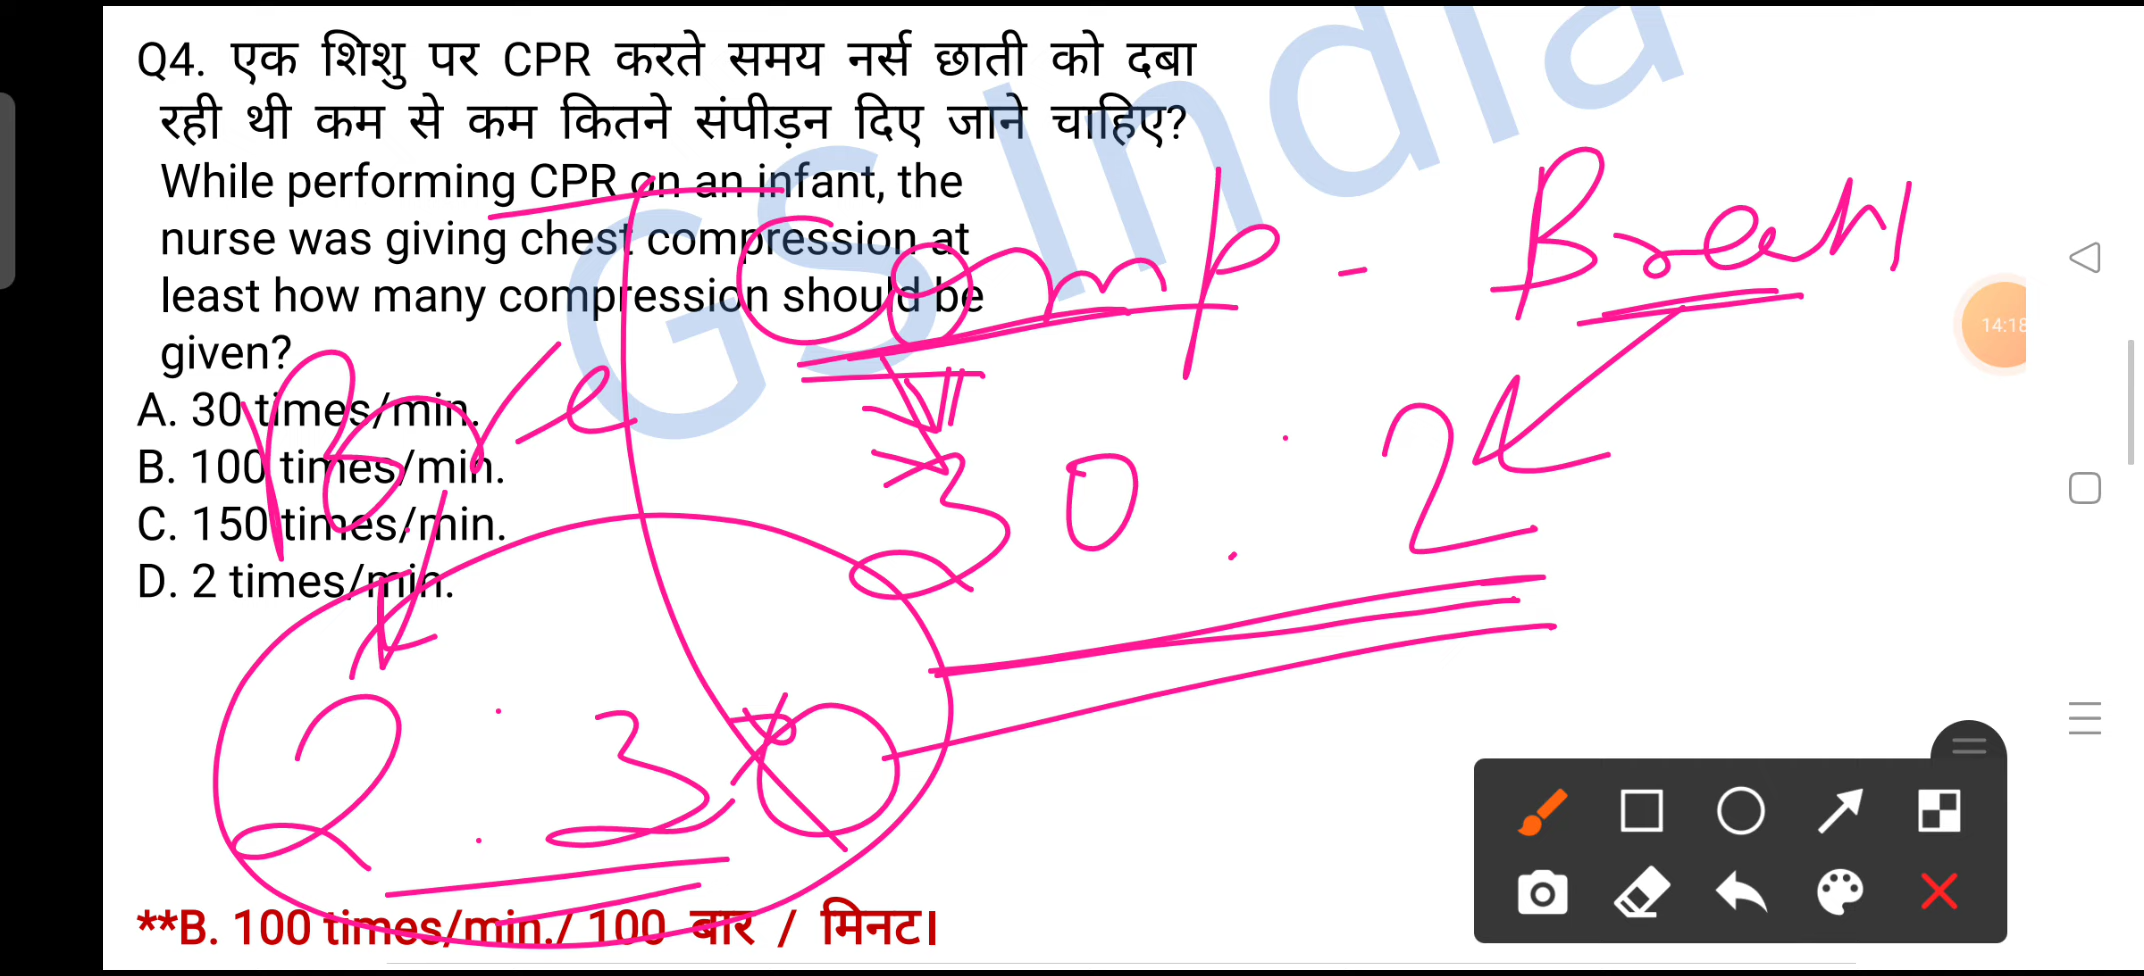 Q4. एक शिशु पर CPR करते समय नर्स छाती को दबा
रही थी कम से कम कितने संपीड़न दिए जाने चाहिए?
While performing CPR on an infant, the
nurse was giving chest compression at
least how many compression should be
given?
A. 30 times/min.
B. 100 times/min.
C. 150 times/min.
D. 2 times/min.
GS India
Comp -
30 : 2
2 : 30
14:18
**B. 100 times/min./ 100 बार / मिनट।